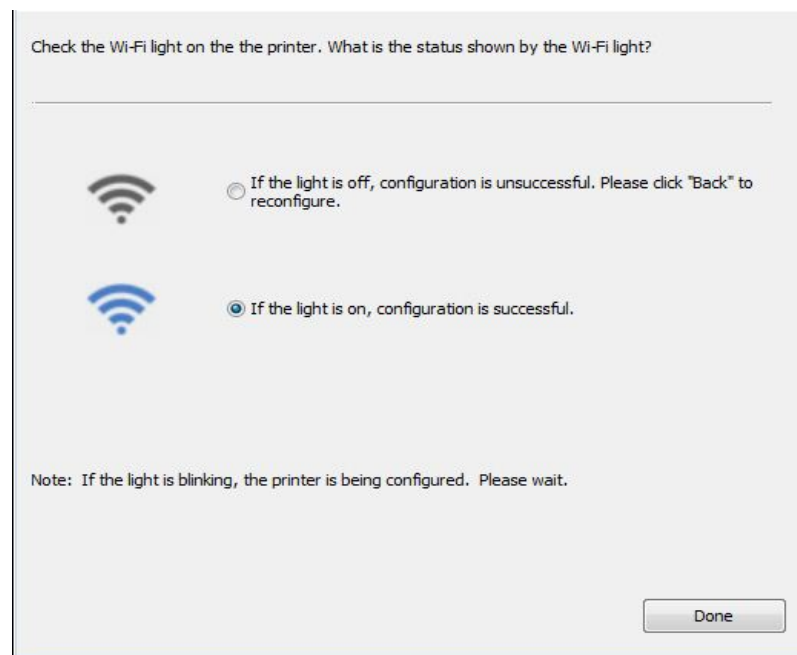 Check the Wi-Fi light on the the printer. What is the status shown by the Wi-Fi light?
If the light is off, configuration is unsuccessful. Please click "Back" to
reconfigure.
If the light is on, configuration is successful.
Note: If the light is blinking, the printer is being configured. Please wait.
Done